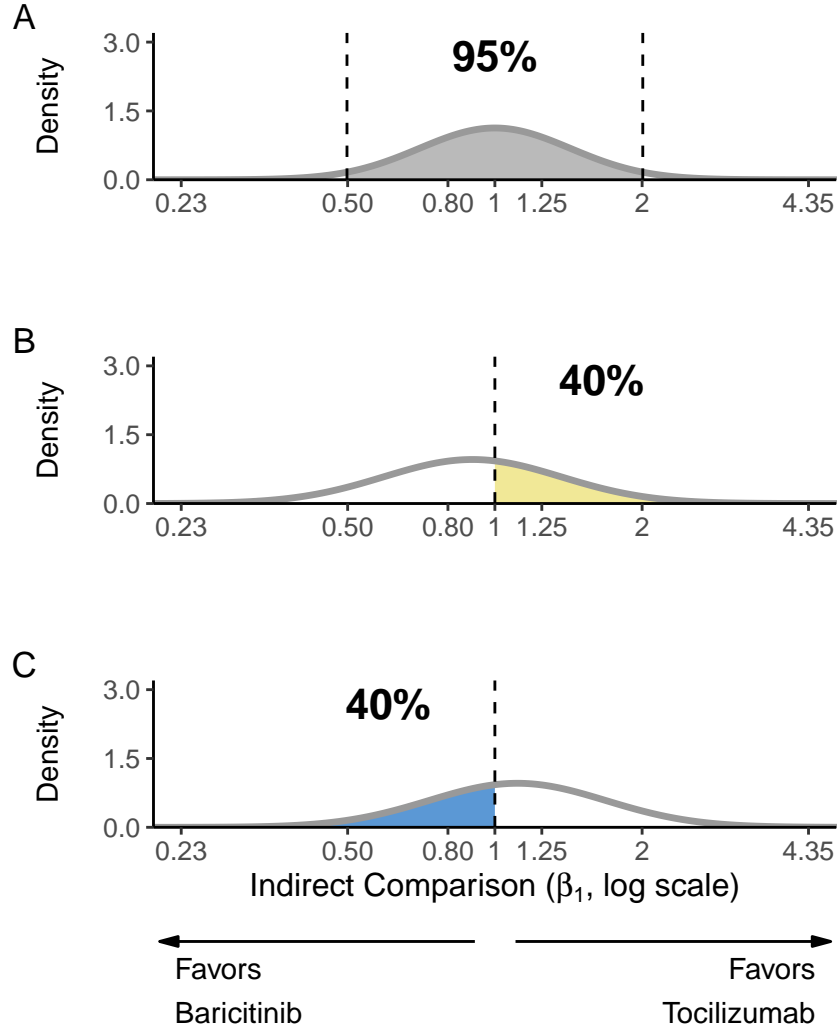 A
95%
Density
3.0
1.5
0.0
0.23 0.50 0.80 1 1.25 2 4.35
B
40%
Density
3.0
1.5
0.0
0.23 0.50 0.80 1 1.25 2 4.35
C
40%
Density
3.0
1.5
0.0
0.23 0.50 0.80 1 1.25 2 4.35
Indirect Comparison (β₁, log scale)
Favors Favors
Baricitinib Tocilizumab